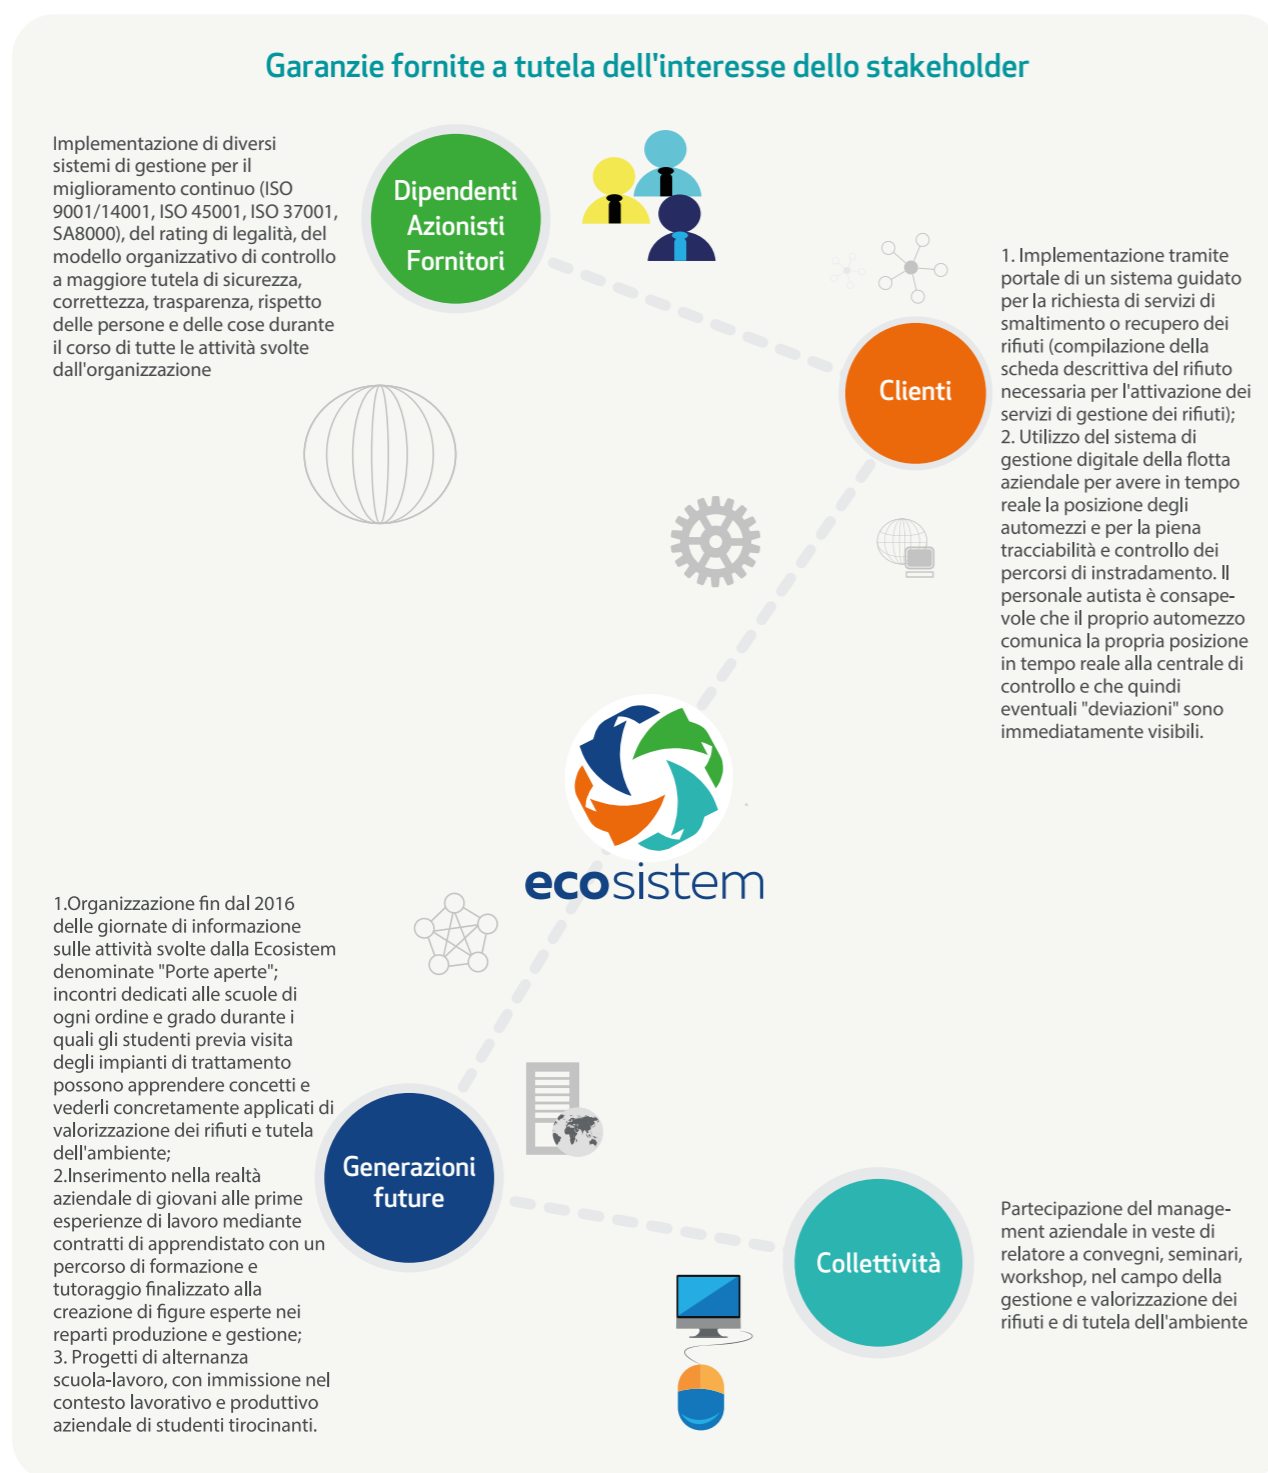 Garanzie fornite a tutela dell'interesse dello stakeholder
Implementazione di diversi
sistemi di gestione per il
miglioramento continuo (ISO
9001/14001, ISO 45001, ISO 37001,
SA8000), del rating di legalità, del
modello organizzativo di controllo
a maggiore tutela di sicurezza,
correttezza, trasparenza, rispetto
delle persone e delle cose durante
il corso di tutte le attività svolte
dall'organizzazione
Dipendenti
Azionisti
Fornitori
Clienti
1. Implementazione tramite
portale di un sistema guidato
per la richiesta di servizi di
smaltimento o recupero dei
rifiuti (compilazione della
scheda descrittiva del rifiuto
necessaria per l'attivazione dei
servizi di gestione dei rifiuti);
2. Utilizzo del sistema di
gestione digitale della flotta
aziendale per avere in tempo
reale la posizione degli
automezzi e per la piena
tracciabilità e controllo dei
percorsi di instradamento. Il
personale autista è consape-
vole che il proprio automezzo
comunica la propria posizione
in tempo reale alla centrale di
controllo e che quindi
eventuali "deviazioni" sono
immediatamente visibili.
ecosistem
1.Organizzazione fin dal 2016
delle giornate di informazione
sulle attività svolte dalla Ecosistem
denominate "Porte aperte";
incontri dedicati alle scuole di
ogni ordine e grado durante i
quali gli studenti previa visita
degli impianti di trattamento
possono apprendere concetti e
vederli concretamente applicati di
valorizzazione dei rifiuti e tutela
dell'ambiente;
2.Inserimento nella realtà
aziendale di giovani alle prime
esperienze di lavoro mediante
contratti di apprendistato con un
percorso di formazione e
tutoraggio finalizzato alla
creazione di figure esperte nei
reparti produzione e gestione;
3. Progetti di alternanza
scuola-lavoro, con immissione nel
contesto lavorativo e produttivo
aziendale di studenti tirocinanti.
Generazioni
future
Collettività
Partecipazione del manage-
ment aziendale in veste di
relatore a convegni, seminari,
workshop, nel campo della
gestione e valorizzazione dei
rifiuti e di tutela dell'ambiente